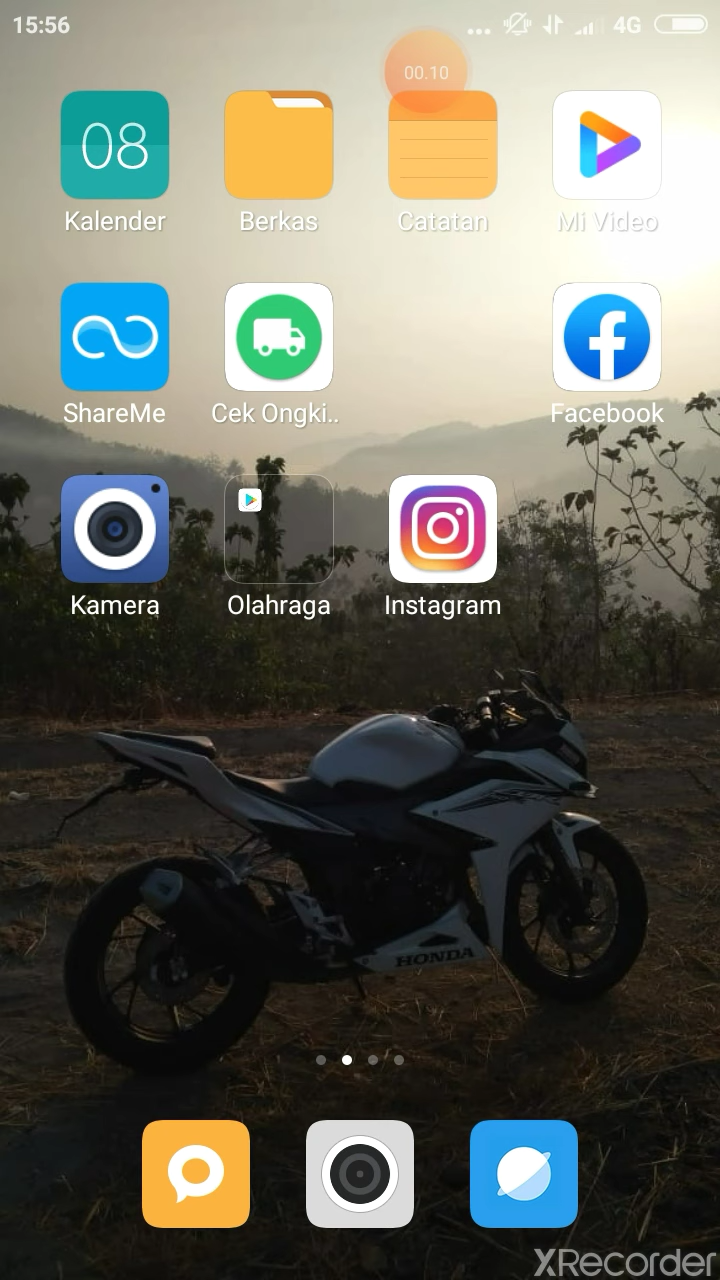 15:56
4G
00.10
08
Kalender
Berkas
Catatan
Mi Video
ShareMe
Cek Ongki..
Facebook
Kamera
Olahraga
Instagram
HONDA
XRecorder